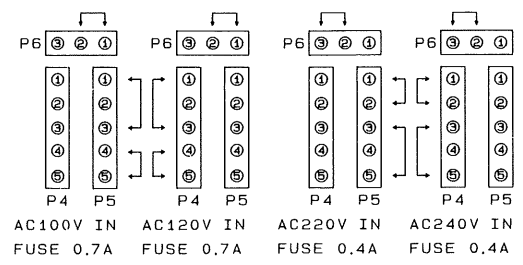 P6 ③ ② ① P6 ③ ② ① P6 ③ ② ① P6 ③ ② ①
① ① ① ① ① ① ① ①
② ② ② ② ② ② ② ②
③ ③ ③ ③ ③ ③ ③ ③
④ ④ ④ ④ ④ ④ ④ ④
⑤ ⑤ ⑤ ⑤ ⑤ ⑤ ⑤ ⑤
P4 P5 P4 P5 P4 P5 P4 P5
AC100V IN AC120V IN AC220V IN AC240V IN
FUSE 0.7A FUSE 0.7A FUSE 0.4A FUSE 0.4A